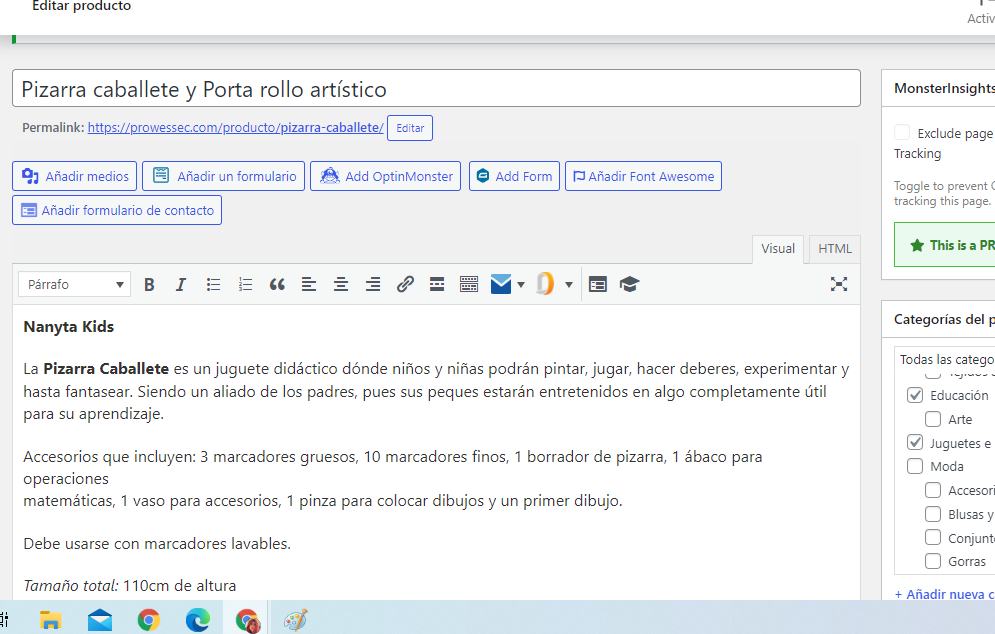 Editar producto
Activ
Pizarra caballete y Porta rollo artístico
Permalink: https://prowessec.com/producto/pizarra-caballete/ Editar
Añadir medios Añadir un formulario Add OptinMonster Add Form Añadir Font Awesome
Añadir formulario de contacto
Visual HTML
Párrafo B I
Nanyta Kids
La Pizarra Caballete es un juguete didáctico dónde niños y niñas podrán pintar, jugar, hacer deberes, experimentar y
hasta fantasear. Siendo un aliado de los padres, pues sus peques estarán entretenidos en algo completamente útil
para su aprendizaje.
Accesorios que incluyen: 3 marcadores gruesos, 10 marcadores finos, 1 borrador de pizarra, 1 ábaco para
operaciones
matemáticas, 1 vaso para accesorios, 1 pinza para colocar dibujos y un primer dibujo.
Debe usarse con marcadores lavables.
Tamaño total: 110cm de altura
MonsterInsights
Exclude page
Tracking
Toggle to prevent
tracking this page.
This is a PR
Categorías del p
Todas las catego
Educación
Arte
Juguetes e
Moda
Accesori
Blusas y
Conjunt
Gorras
+ Añadir nueva c